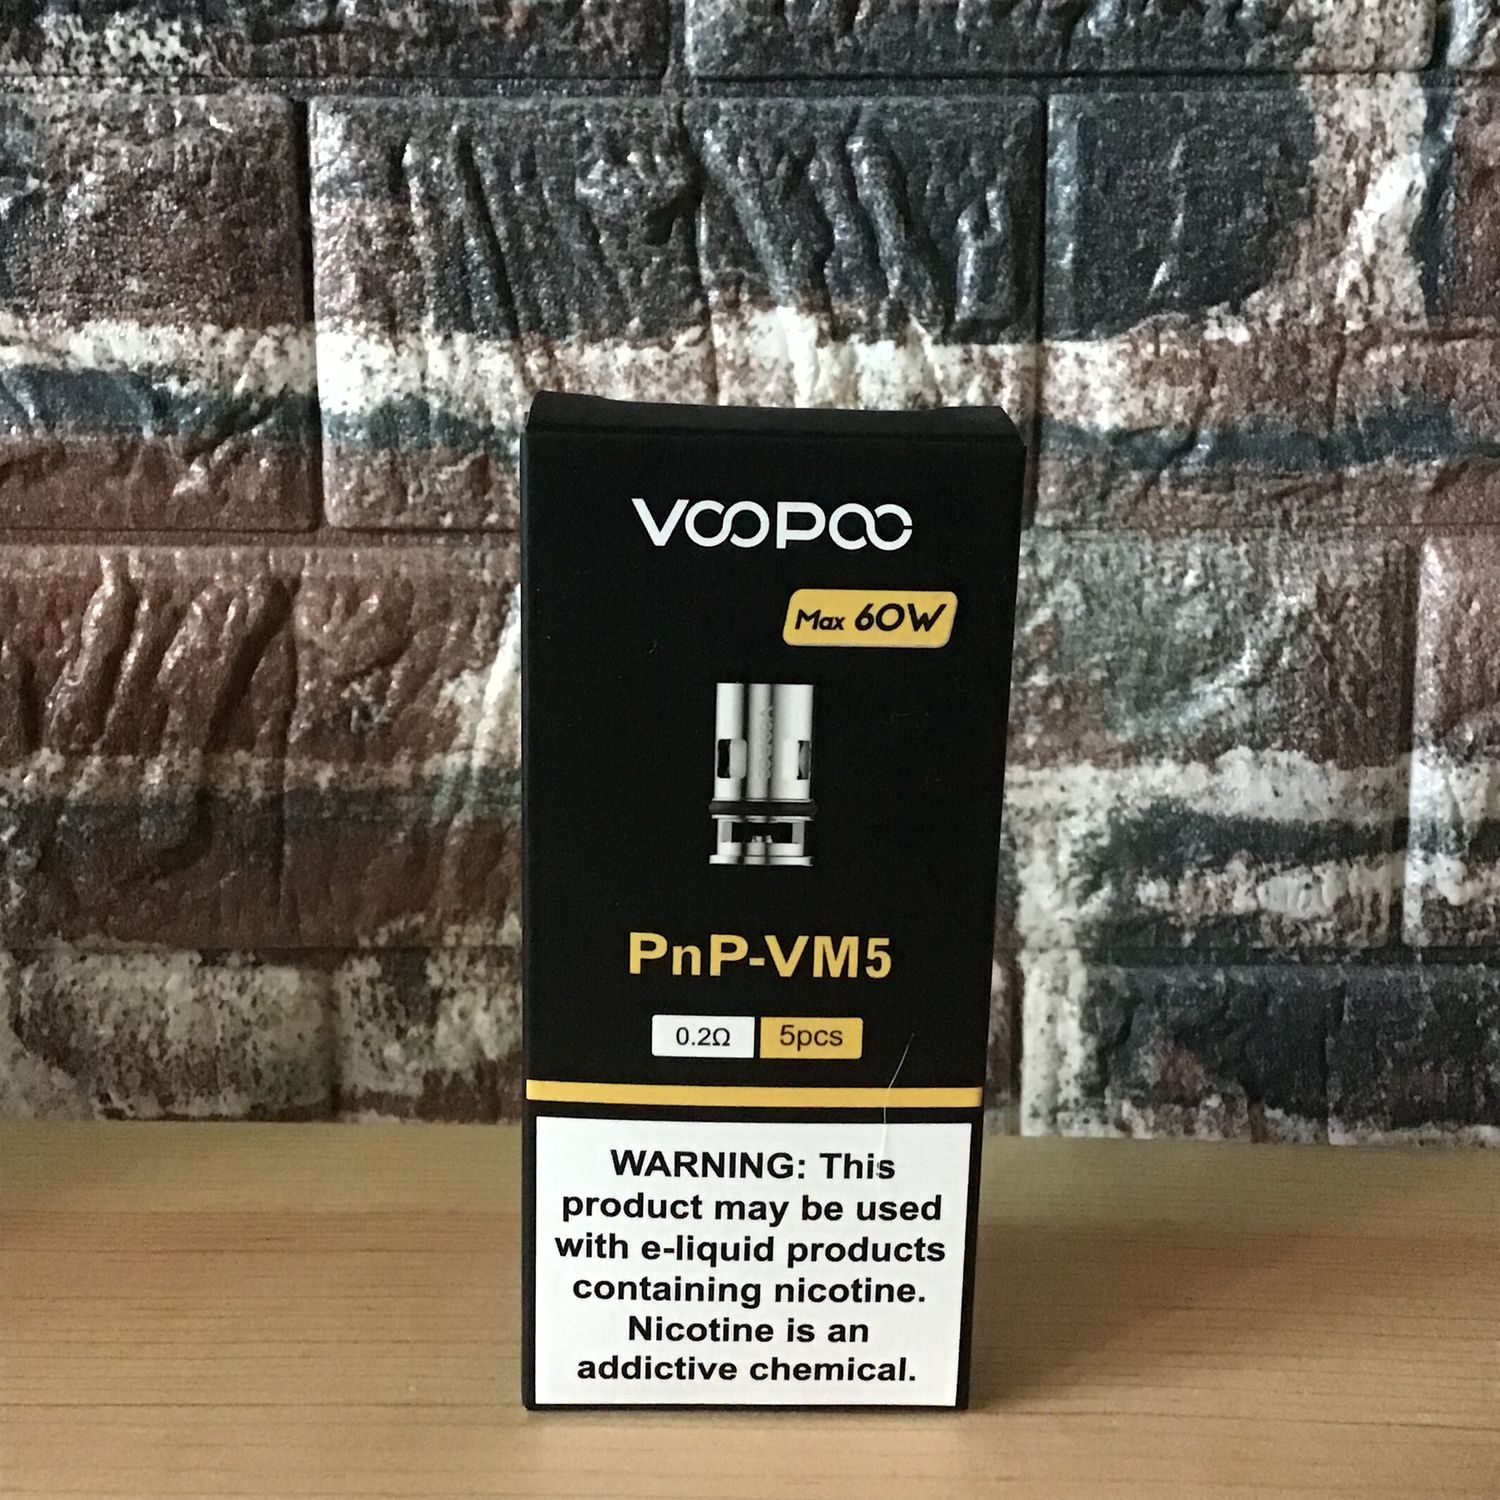 VOOPOO
Max 60W
PnP-VM5
0.2Ω 5pcs
WARNING: This
product may be used
with e-liquid products
containing nicotine.
Nicotine is an
addictive chemical.